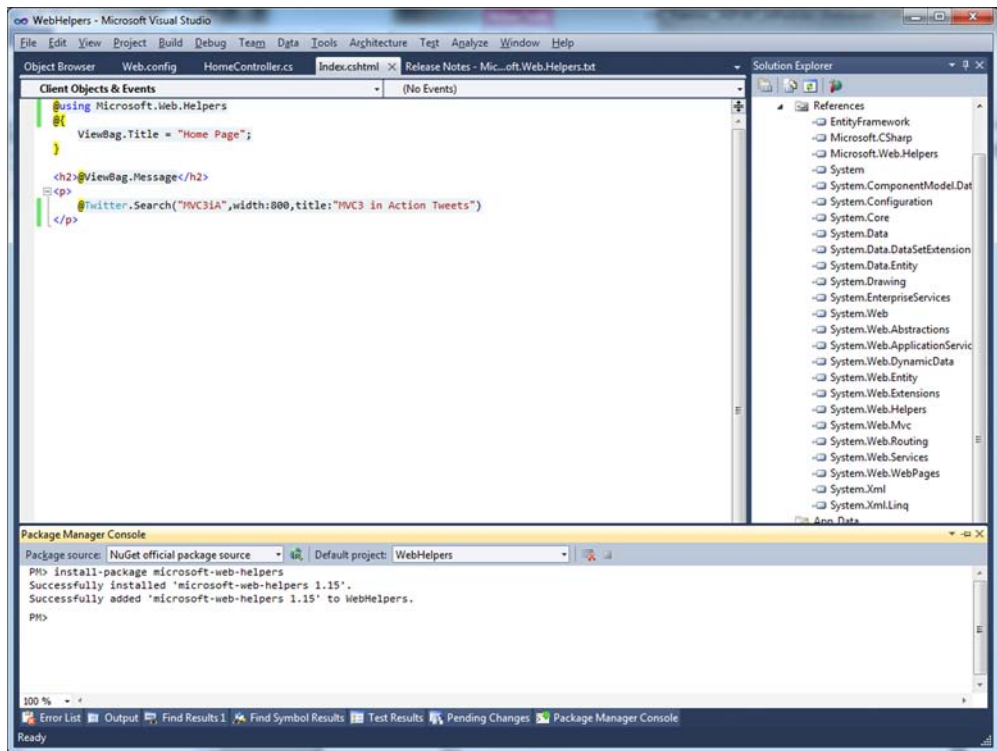 WebHelpers - Microsoft Visual Studio
File Edit View Project Build Debug Team Data Tools Architecture Test Analyze Window Help
Object Browser Web.config HomeController.cs Index.cshtml Release Notes - Mic...oft.Web.Helpers.txt
Client Objects & Events (No Events)
@using Microsoft.Web.Helpers
@{
ViewBag.Title = "Home Page";
}
<h2>@ViewBag.Message</h2>
<p>
@Twitter.Search("MVC3iA",width:800,title:"MVC3 in Action Tweets")
</p>
Solution Explorer
References
EntityFramework
Microsoft.CSharp
Microsoft.Web.Helpers
System
System.ComponentModel.Dat
System.Configuration
System.Core
System.Data
System.Data.DataSetExtension
System.Data.Entity
System.Drawing
System.EnterpriseServices
System.Web
System.Web.Abstractions
System.Web.ApplicationServic
System.Web.DynamicData
System.Web.Entity
System.Web.Extensions
System.Web.Helpers
System.Web.Mvc
System.Web.Routing
System.Web.Services
System.Web.WebPages
System.Xml
System.Xml.Linq
App_Data
Package Manager Console
Package source: NuGet official package source Default project: WebHelpers
PM> install-package microsoft-web-helpers
Successfully installed 'microsoft-web-helpers 1.15'.
Successfully added 'microsoft-web-helpers 1.15' to WebHelpers.
PM>
100 %
Error List Output Find Results 1 Find Symbol Results Test Results Pending Changes Package Manager Console
Ready